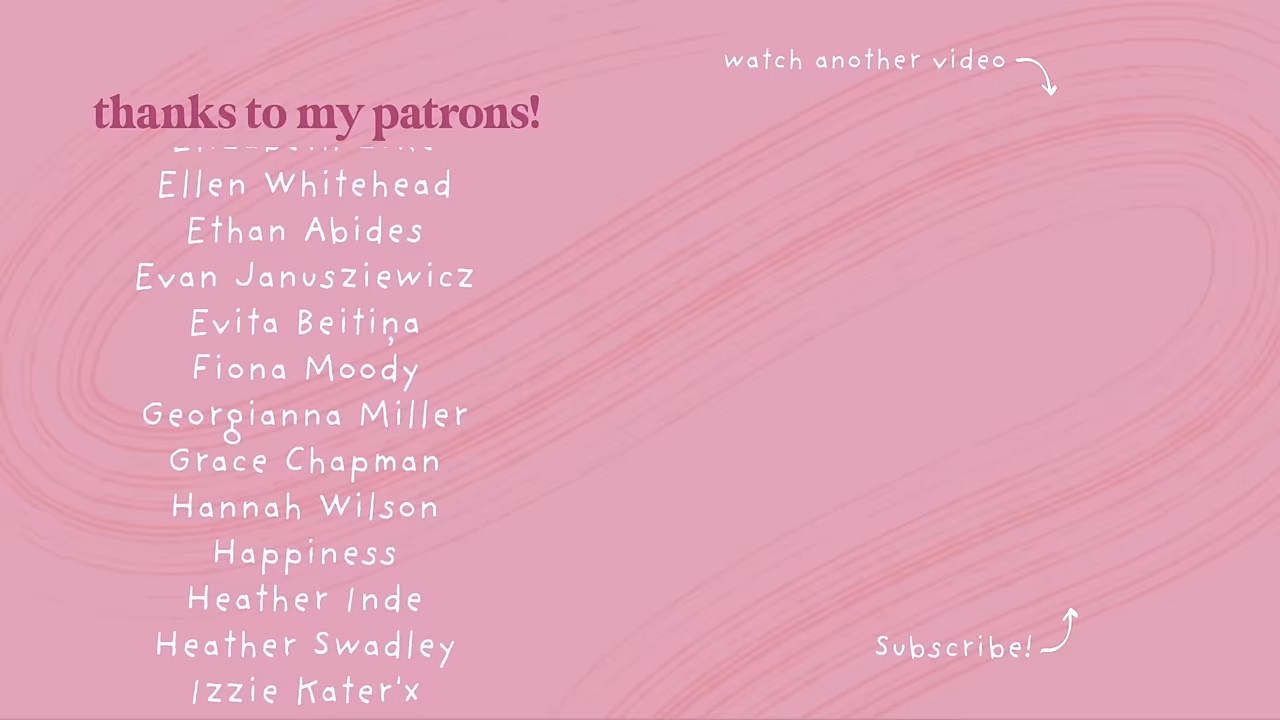 watch another video
thanks to my patrons!
Ellen Whitehead
Ethan Abides
Evan Janusziewicz
Evita Beitiņa
Fiona Moody
Georgianna Miller
Grace Chapman
Hannah Wilson
Happiness
Heather Inde
Heather Swadley
Izzie Kater'x
Subscribe!